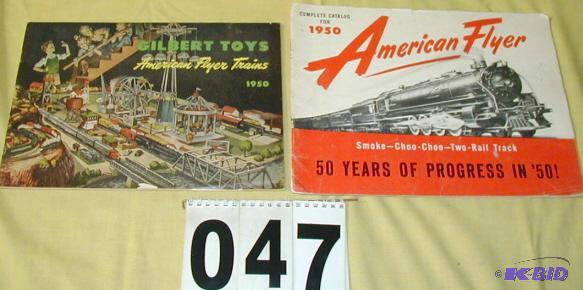 GILBERT TOYS
American Flyer Trains
1950
COMPLETE CATALOG
FOR
1950
American Flyer
Smoke—Choo-Choo—Two-Rail Track
50 YEARS OF PROGRESS IN '50!
047
© K-BID